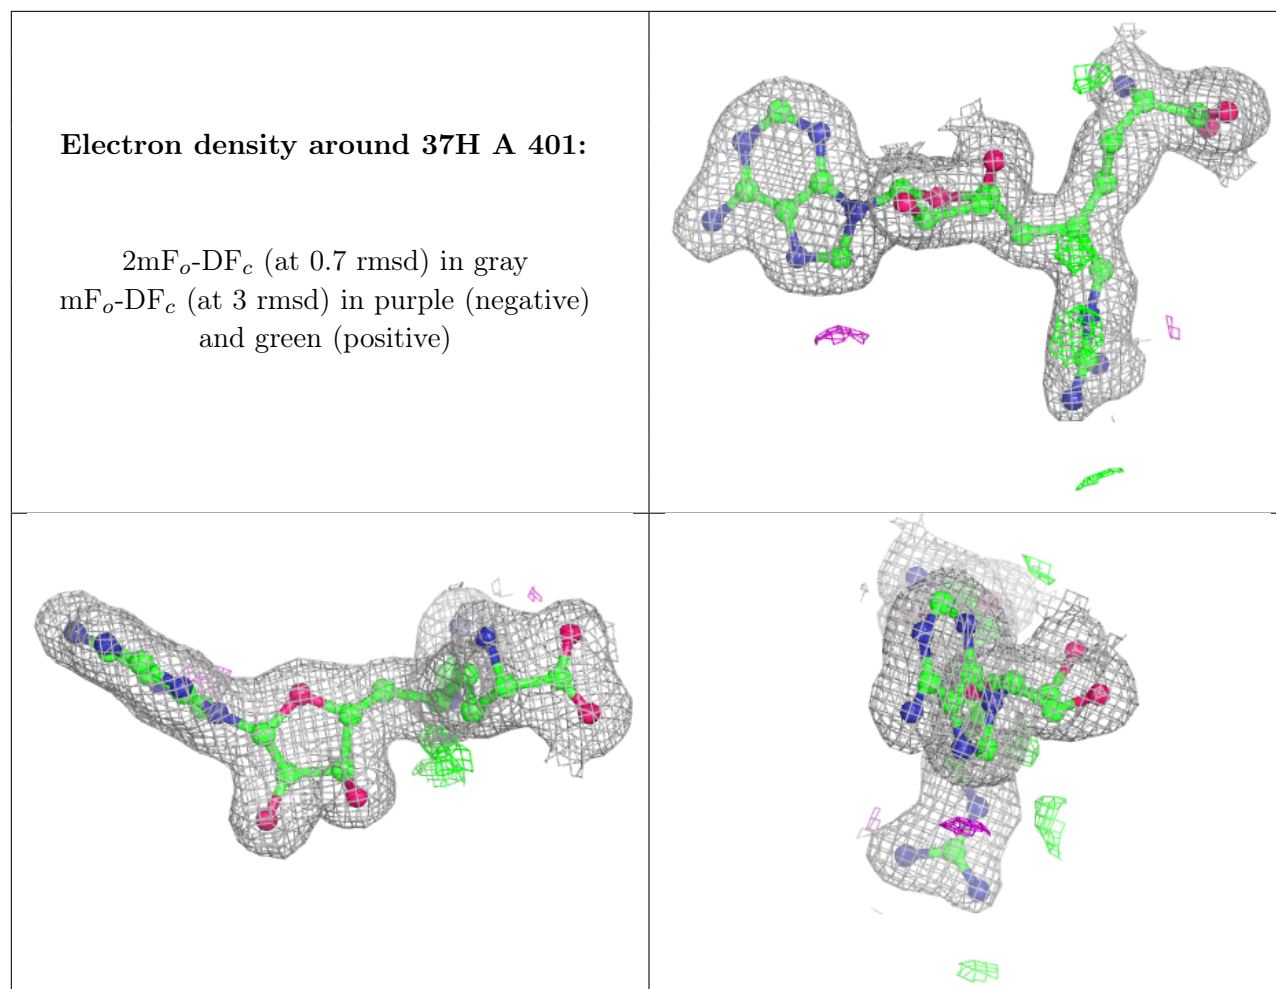 Electron density around 37H A 401:
2mFo-DFc (at 0.7 rmsd) in gray
mFo-DFc (at 3 rmsd) in purple (negative)
and green (positive)